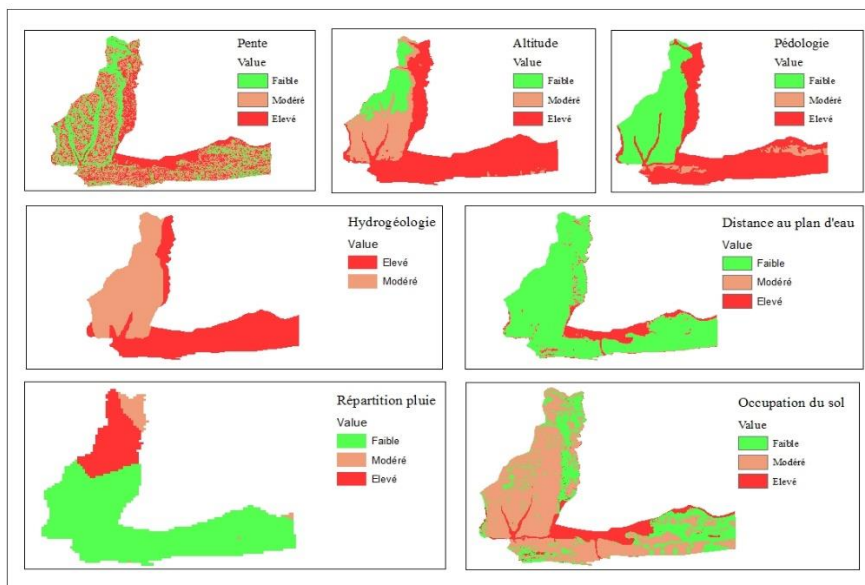 Pente
Value
Faible
Modéré
Elevé
Altitude
Value
Faible
Modéré
Elevé
Pédologie
Value
Faible
Modéré
Elevé
Hydrogéologie
Value
Elevé
Modéré
Distance au plan d'eau
Value
Faible
Modéré
Elevé
Répartition pluie
Value
Faible
Modéré
Elevé
Occupation du sol
Value
Faible
Modéré
Elevé